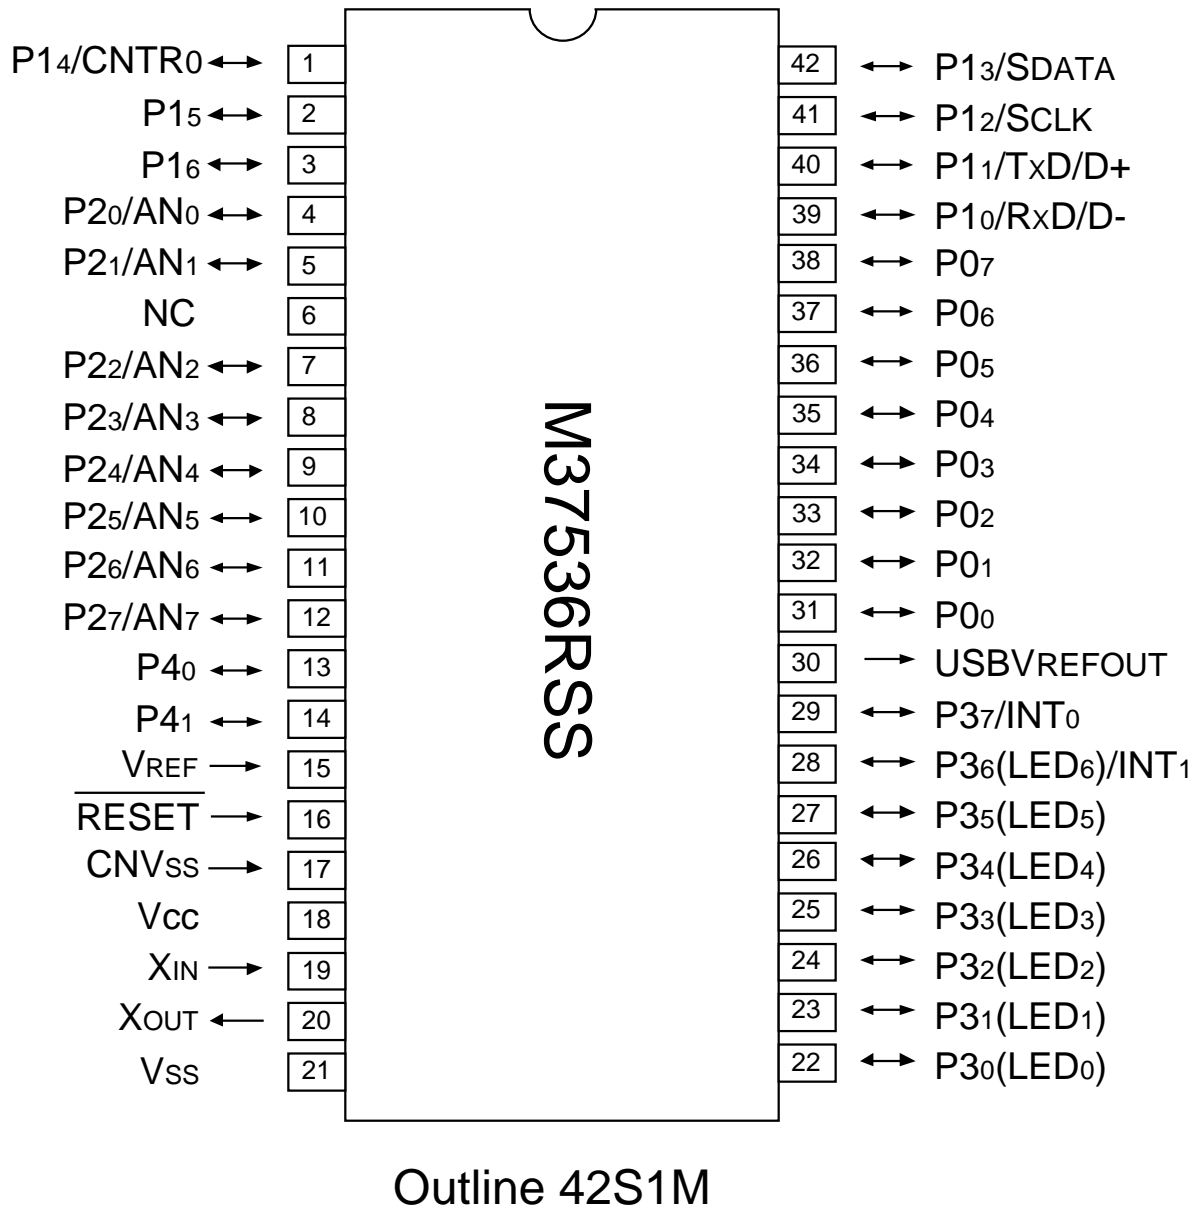 P14/CNTR0 1
P15 2
P16 3
P20/AN0 4
P21/AN1 5
NC 6
P22/AN2 7
P23/AN3 8
P24/AN4 9
P25/AN5 10
P26/AN6 11
P27/AN7 12
P40 13
P41 14
VREF 15
RESET 16
CNVSS 17
VCC 18
XIN 19
XOUT 20
VSS 21
M37536RSS
42 P13/SDATA
41 P12/SCLK
40 P11/TXD/D+
39 P10/RXD/D-
38 P07
37 P06
36 P05
35 P04
34 P03
33 P02
32 P01
31 P00
30 USBVREFOUT
29 P37/INT0
28 P36(LED6)/INT1
27 P35(LED5)
26 P34(LED4)
25 P33(LED3)
24 P32(LED2)
23 P31(LED1)
22 P30(LED0)
Outline 42S1M